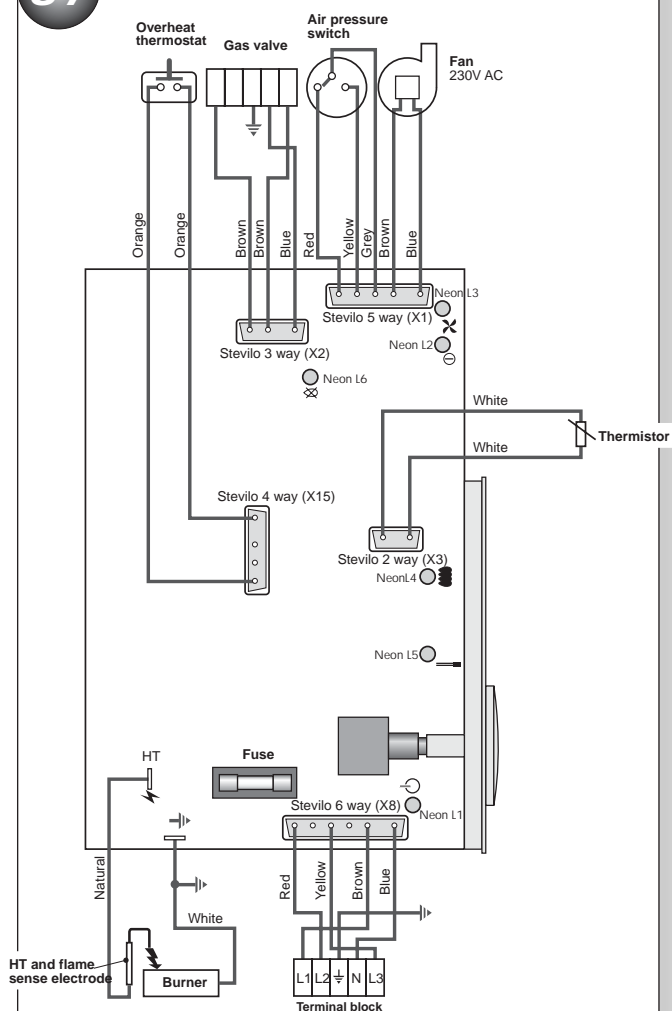 Overheat
thermostat
Gas valve
Air pressure
switch
Fan
230V AC
Orange
Orange
Brown
Brown
Blue
Red
Yellow
Grey
Brown
Blue
Neon L3
Stevilo 5 way (X1)
Neon L2
Stevilo 3 way (X2)
Neon L6
White
White
Thermistor
Stevilo 4 way (X15)
Stevilo 2 way (X3)
NeonL4
Neon L5
HT
Fuse
Stevilo 6 way (X8)
Neon L1
Natural
White
Red
Yellow
Brown
Blue
HT and flame
sense electrode
Burner
L1 L2 N L3
Terminal block